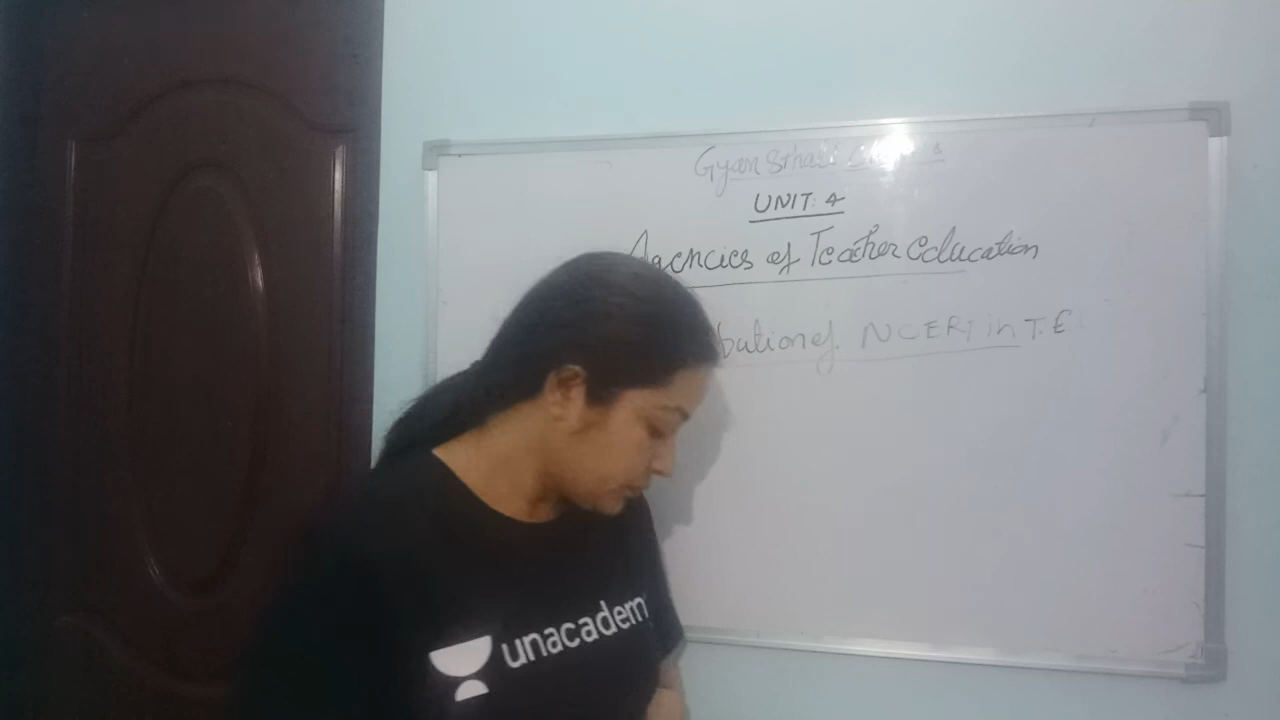 Gyan Sthali
UNIT: 4
Agencies of Teacher Education
bution of NCERT in T.E
unacadem